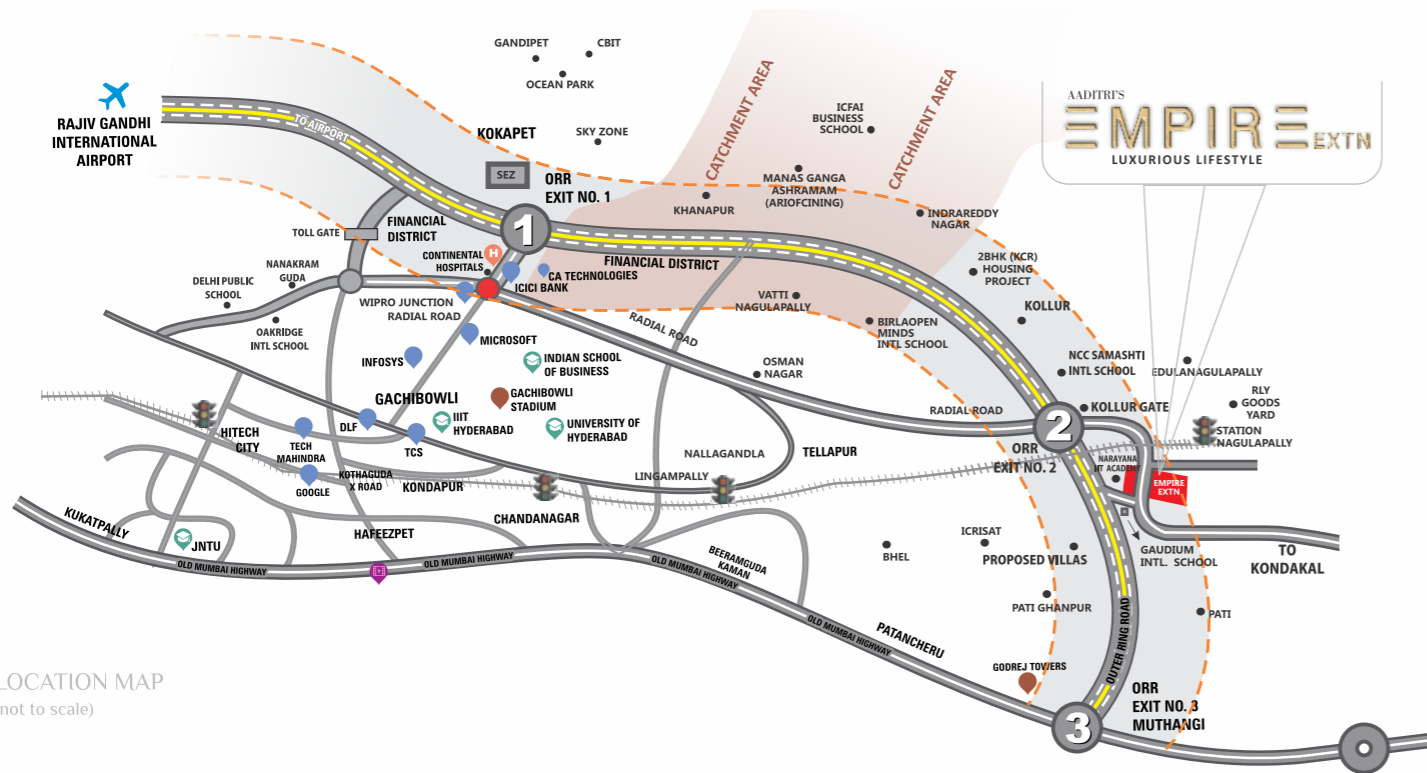 GANDIPET
CBIT
OCEAN PARK
RAJIV GANDHI
INTERNATIONAL
AIRPORT
TO AIRPORT
KOKAPET
SKY ZONE
SEZ
ORR
EXIT NO. 1
1
CATCHMENT AREA
CATCHMENT AREA
ICFAI
BUSINESS
SCHOOL
MANAS GANGA
ASHRAMAM
(ARIOFCINING)
KHANAPUR
INDRAREDDY
NAGAR
AADITRI'S
EMPIRE EXTN
LUXURIOUS LIFESTYLE
TOLL GATE
FINANCIAL
DISTRICT
CONTINENTAL
HOSPITALS
H
FINANCIAL DISTRICT
CA TECHNOLOGIES
ICICI BANK
NANAKRAM
GUDA
DELHI PUBLIC
SCHOOL
OAKRIDGE
INTL SCHOOL
WIPRO JUNCTION
RADIAL ROAD
RADIAL ROAD
VATTI
NAGULAPALLY
2BHK (KCR)
HOUSING
PROJECT
KOLLUR
BIRLAOPEN
MINDS
INTL SCHOOL
MICROSOFT
INFOSYS
INDIAN SCHOOL
OF BUSINESS
OSMAN
NAGAR
NCC SAMASHTI
INTL SCHOOL
EDULANAGULAPALLY
RLY
GOODS
YARD
GACHIBOWLI
GACHIBOWLI
STADIUM
RADIAL ROAD
KOLLUR GATE
2
STATION
NAGULAPALLY
HITECH
CITY
TECH
MAHINDRA
DLF
TCS
IIIT
HYDERABAD
UNIVERSITY OF
HYDERABAD
NALLAGANDLA
TELLAPUR
ORR
EXIT NO. 2
NARAYANA
IIT ACADEMY
EMPIRE
EXTN
GOOGLE
KOTHAGUDA
X ROAD
KONDAPUR
LINGAMPALLY
KUKATPALLY
JNTU
HAFEEZPET
CHANDANAGAR
OLD MUMBAI HIGHWAY
OLD MUMBAI HIGHWAY
OLD MUMBAI HIGHWAY
BEERAMGUDA
KAMAN
BHEL
ICRISAT
PROPOSED VILLAS
GAUDIUM
INTL. SCHOOL
TO
KONDAKAL
PATI GHANPUR
PATI
OLD MUMBAI HIGHWAY
PATANCHERU
OUTER RING ROAD
GODREJ TOWERS
ORR
EXIT NO. 3
MUTHANGI
3
LOCATION MAP
not to scale)